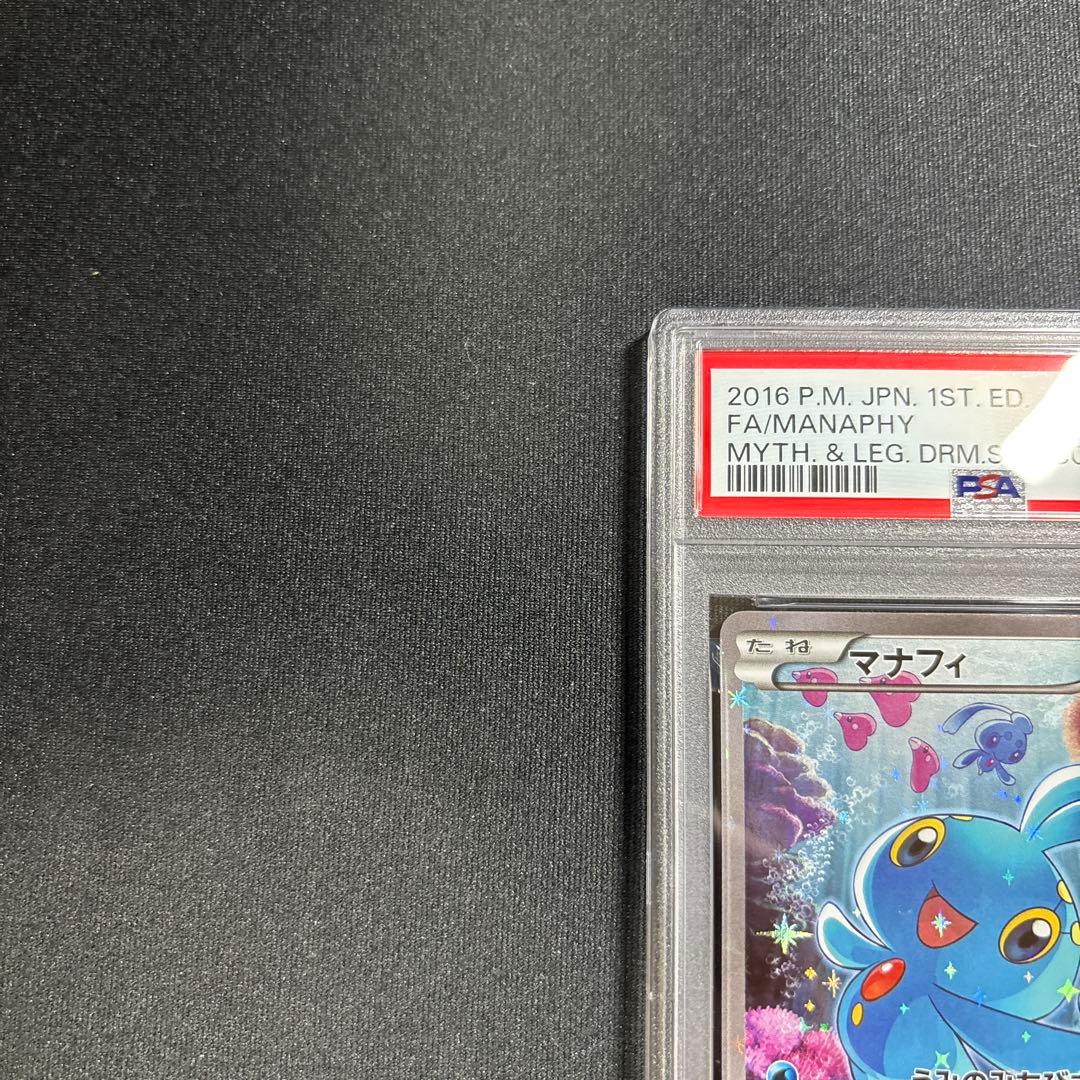 2016 P.M. JPN. 1ST. ED.
FA/MANAPHY
MYTH. & LEG. DRM.
PSA
たね マナフィ